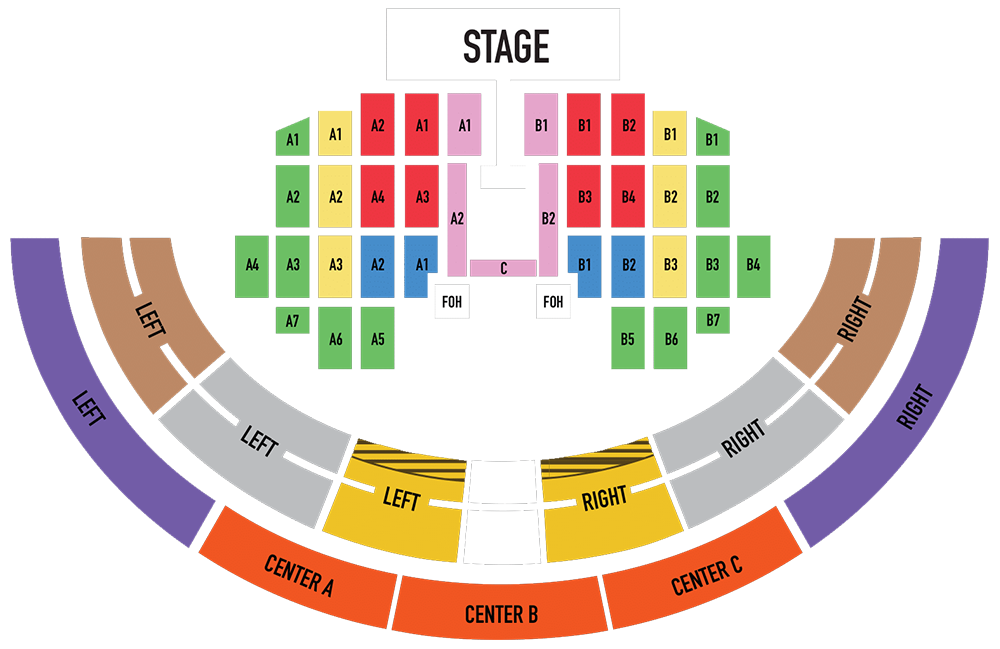 STAGE
A1 A1 A2 A1 A1 B1 B1 B2 B1 B1
A2 A2 A4 A3 A2 B2 B3 B4 B2 B2
A4 A3 A3 A2 A1 C B1 B2 B3 B3 B4
FOH FOH
A7 A6 A5 B5 B6 B7
LEFT RIGHT
LEFT RIGHT
LEFT RIGHT
LEFT RIGHT
CENTER A CENTER B CENTER C